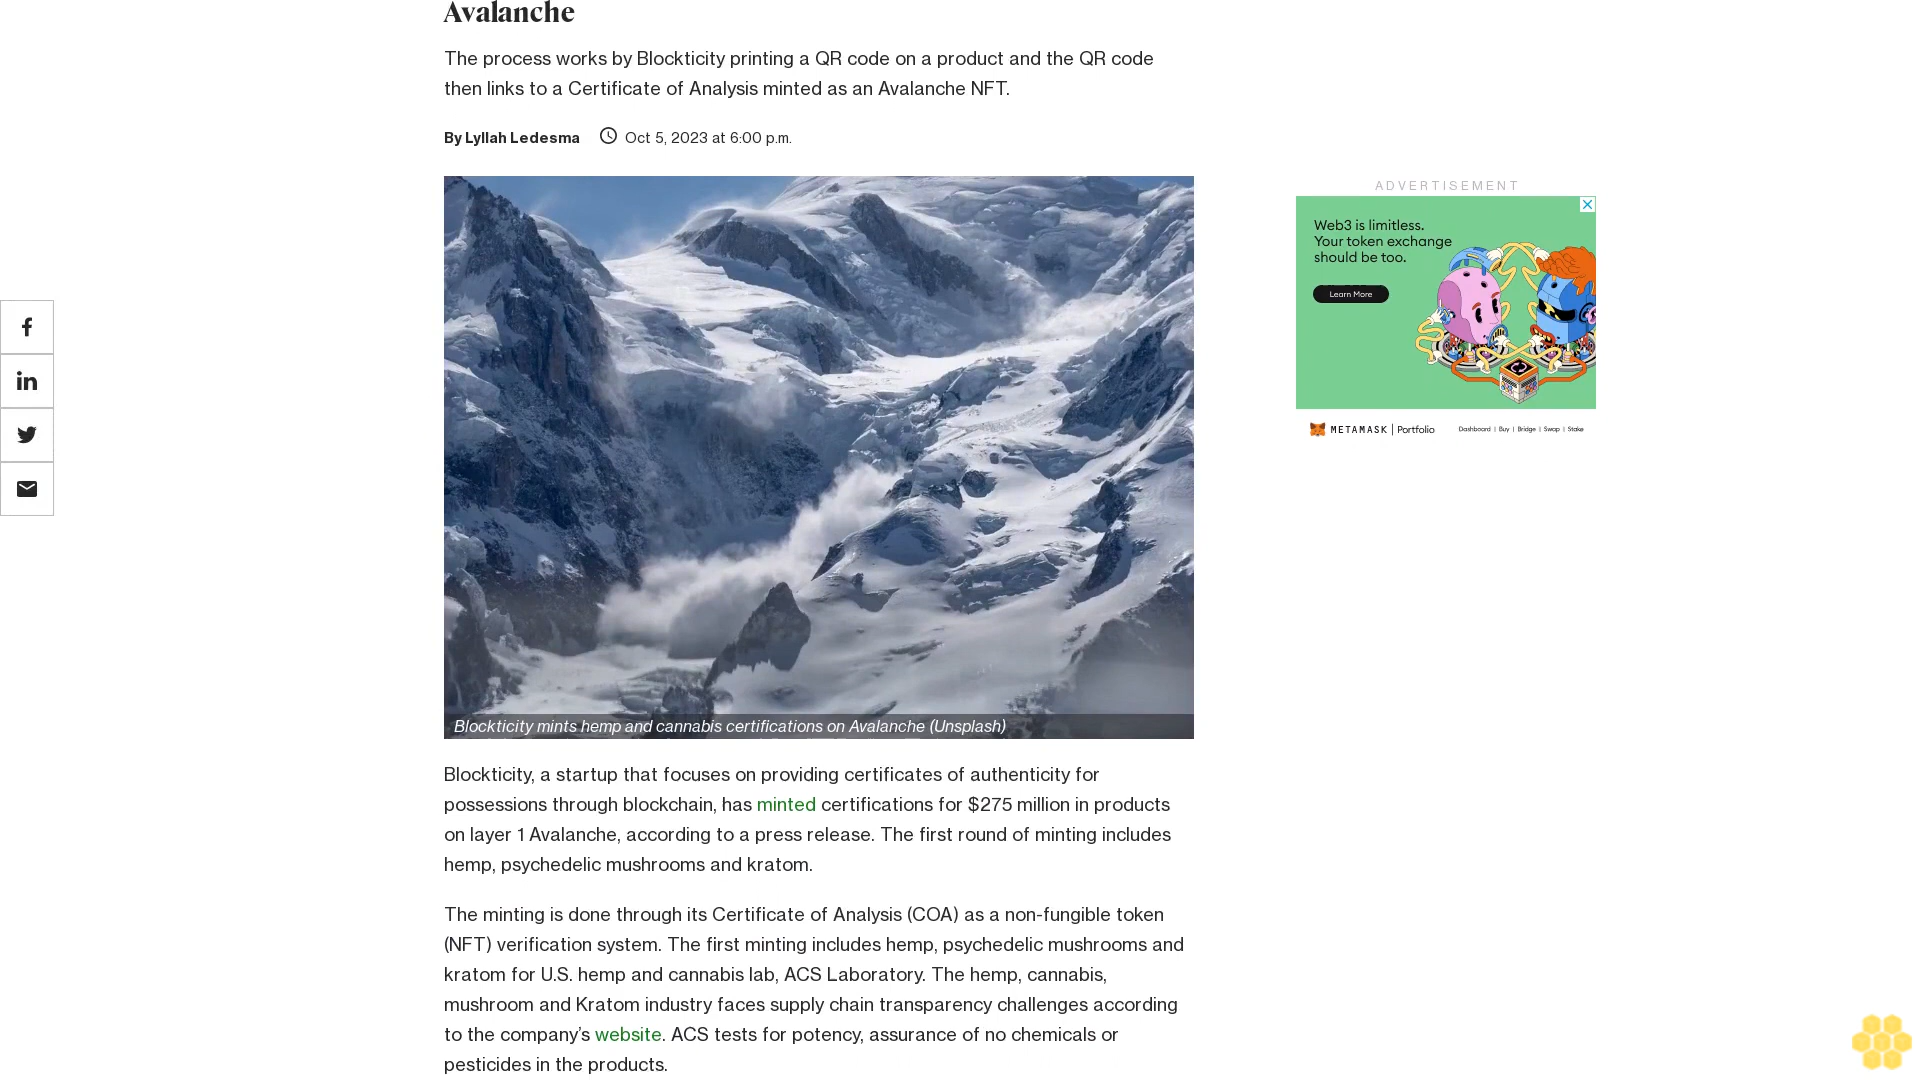 Avalanche
The process works by Blockticity printing a QR code on a product and the QR code
then links to a Certificate of Analysis minted as an Avalanche NFT.
By Lyllah Ledesma
Oct 5, 2023 at 6:00 p.m.
ADVERTISEMENT
Web3 is limitless.
Your token exchange
should be too.
Learn More
METAMASK | Portfolio
Dashboard | Buy | Bridge | Swap | Stake
Blockticity mints hemp and cannabis certifications on Avalanche (Unsplash)
Blockticity, a startup that focuses on providing certificates of authenticity for
possessions through blockchain, has minted certifications for $275 million in products
on layer 1 Avalanche, according to a press release. The first round of minting includes
hemp, psychedelic mushrooms and kratom.
The minting is done through its Certificate of Analysis (COA) as a non-fungible token
(NFT) verification system. The first minting includes hemp, psychedelic mushrooms and
kratom for U.S. hemp and cannabis lab, ACS Laboratory. The hemp, cannabis,
mushroom and Kratom industry faces supply chain transparency challenges according
to the company’s website. ACS tests for potency, assurance of no chemicals or
pesticides in the products.